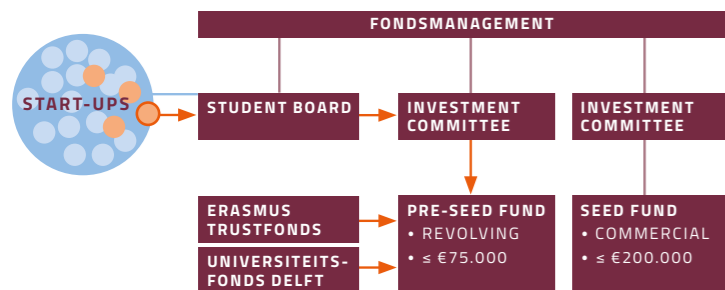 FONDSMANAGEMENT
START-UPS
STUDENT BOARD
INVESTMENT
COMMITTEE
INVESTMENT
COMMITTEE
ERASMUS
TRUSTFONDS
UNIVERSITEITS-
FONDS DELFT
PRE-SEED FUND
• REVOLVING
• ≤ €75.000
SEED FUND
• COMMERCIAL
• ≤ €200.000